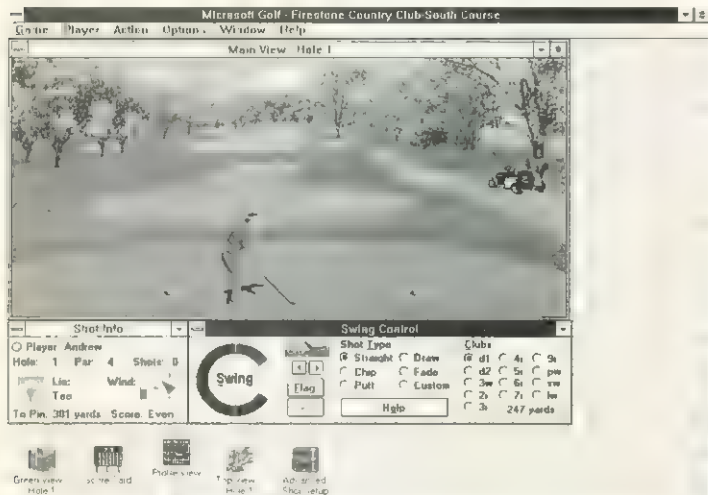 Microsoft Golf - Firestone Country Club-South Course
Game Player Action Options Window Help
Main View Hole 1
Shot Info
Player Andrew
Hole: 1 Par: 4 Shots: 0
Lie: Wind:
Tee
To Pin: 381 yards Score: Even
Swing Control
Swing
Flag
Shot Type
Straight Draw
Chip Fade
Putt Custom
Help
Clubs
d1 4i 9i
d2 5i pw
3w 6i sw
2i 7i lw
3i 247 yards
Green view
Hole 1
Score Card
Profile View
Top view
Hole 1
Advanced
Shot Setup